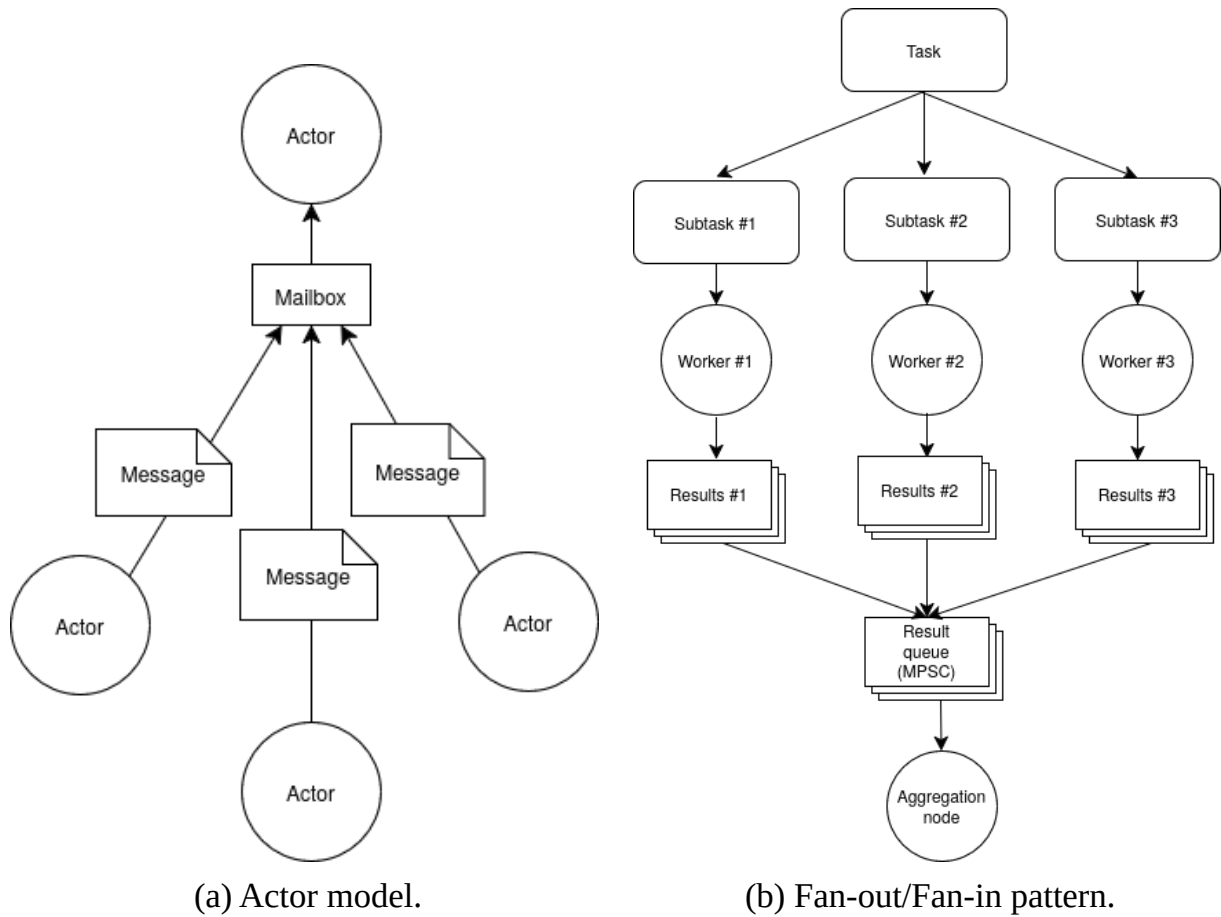 Actor
Mailbox
Message
Message
Message
Actor
Actor
Actor
(a) Actor model.
Task
Subtask #1
Subtask #2
Subtask #3
Worker #1
Worker #2
Worker #3
Results #1
Results #2
Results #3
Result
queue
(MPSC)
Aggregation
node
(b) Fan-out/Fan-in pattern.